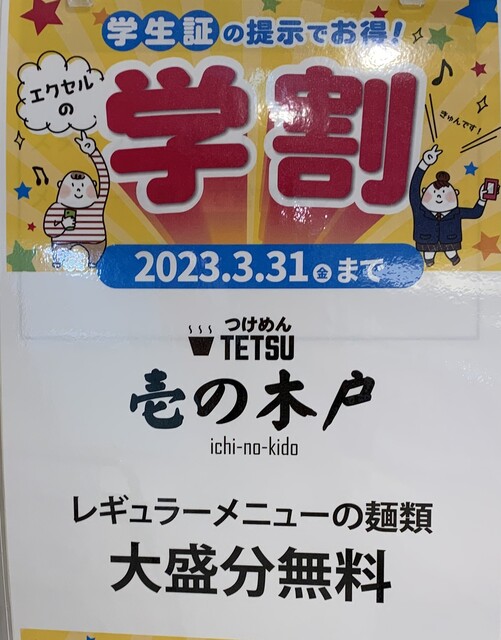 学生証の提示でお得!
エクセル
の
学割
きゅんです!
2023.3.31金まで
つけめん
TETSU
壱の木戸
ichi-no-kido
レギュラーメニューの麺類
大盛分無料